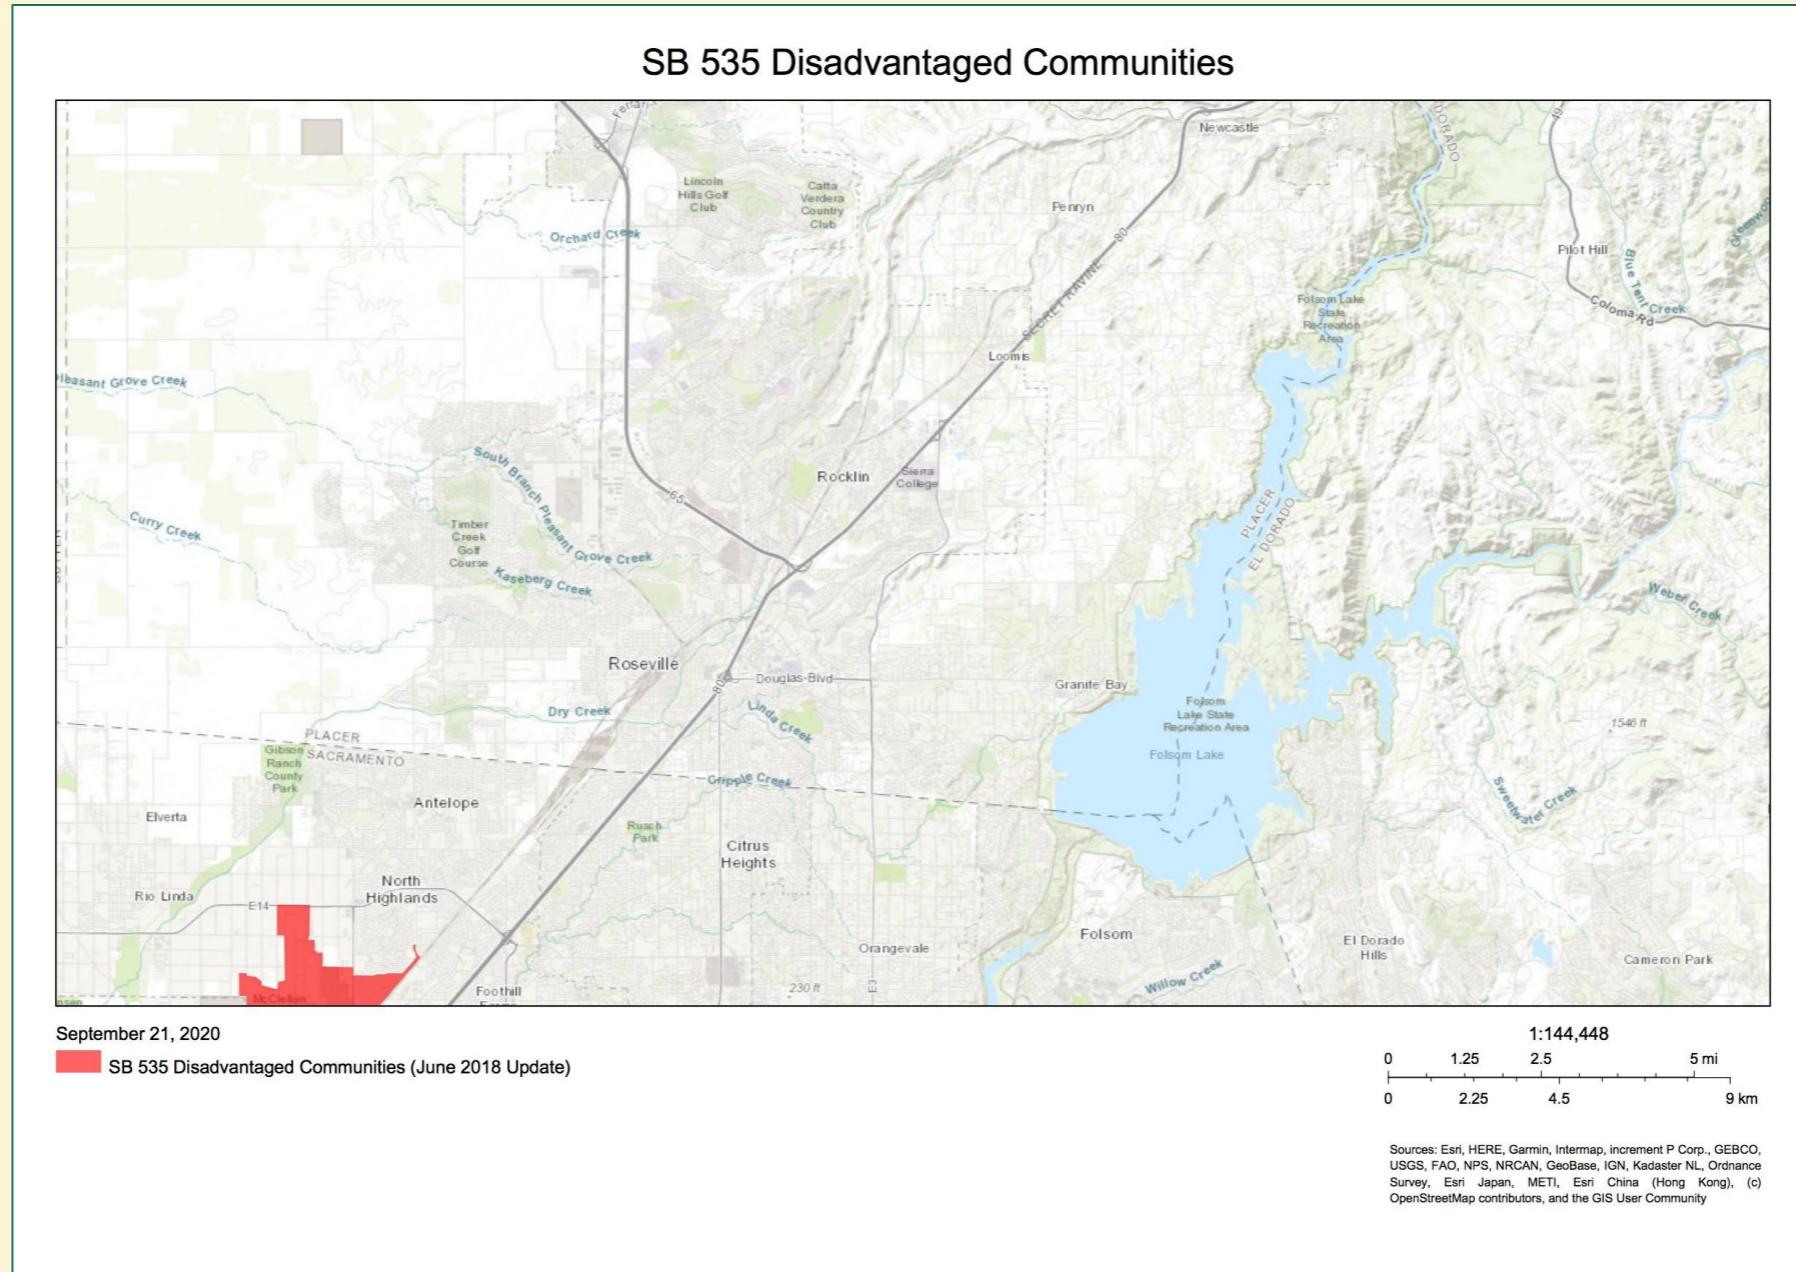 SB 535 Disadvantaged Communities
Newcastle
DORADO
49
Lincoln
Hills Golf
Club
Catta
Verdera
Country
Club
Penryn
Orchard Creek
80
SECRET RAVINE
Pilot Hill
Blue Tent Creek
Coloma Rd
Folsom Lake
State
Recreation
Area
Loomis
Pleasant Grove Creek
South Branch Pleasant Grove Creek
Rocklin
Sierra
College
65
Curry Creek
Timber
Creek
Golf
Course
Kaseberg Creek
PLACER
EL DORADO
Weber Creek
Roseville
80
Douglas Blvd
Granite Bay
Dry Creek
Linda Creek
Folsom
Lake State
Recreation Area
Folsom Lake
1546 ft
PLACER
SACRAMENTO
Gibson
Ranch
County
Park
Cripple Creek
Sweetwater Creek
Antelope
Elverta
Rusch
Park
Citrus
Heights
North
Highlands
Rio Linda
E14
Folsom
Orangevale
El Dorado
Hills
Cameron Park
Willow Creek
McClellan
Foothill
230 ft
E3
September 21, 2020
SB 535 Disadvantaged Communities (June 2018 Update)
1:144,448
0 1.25 2.5 5 mi
0 2.25 4.5 9 km
Sources: Esri, HERE, Garmin, Intermap, increment P Corp., GEBCO,
USGS, FAO, NPS, NRCAN, GeoBase, IGN, Kadaster NL, Ordnance
Survey, Esri Japan, METI, Esri China (Hong Kong), (c)
OpenStreetMap contributors, and the GIS User Community